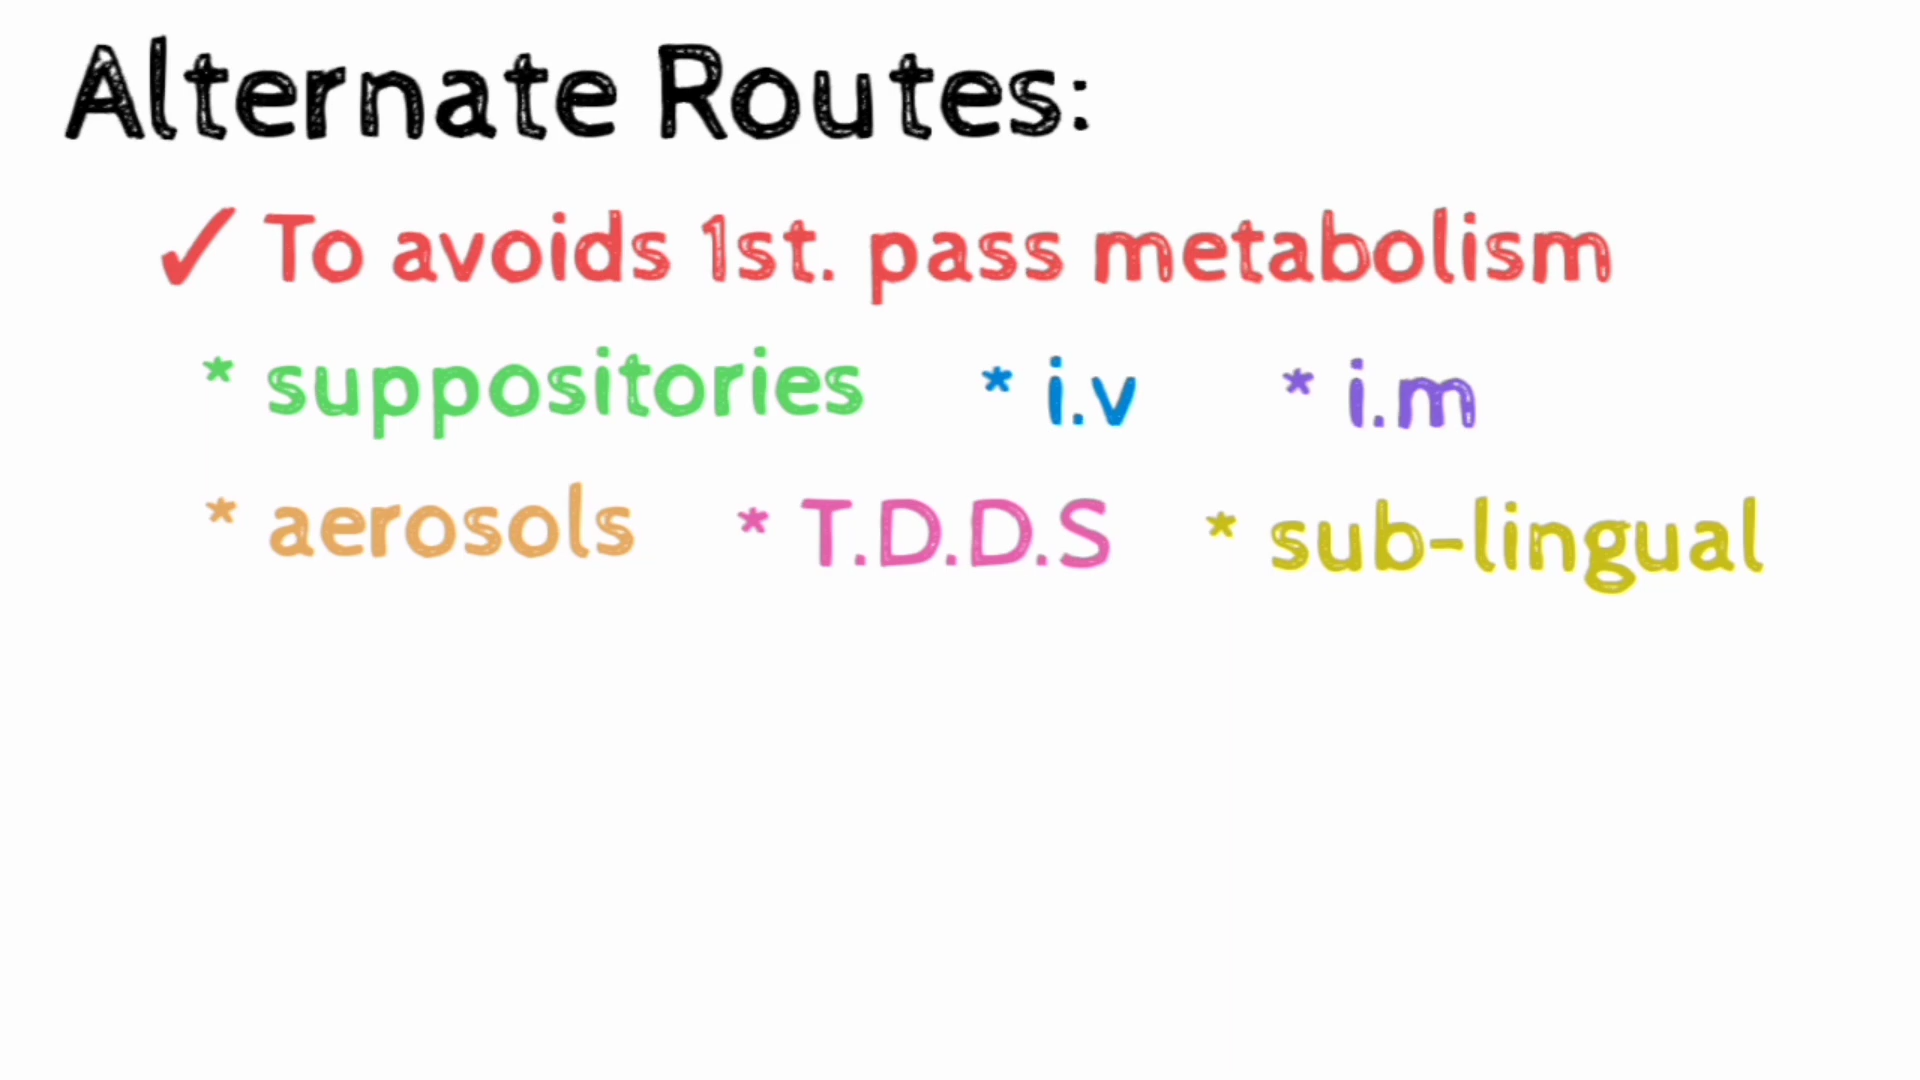 Alternate Routes:
✓ To avoids 1st. pass metabolism
* suppositories * i.v * i.m
* aerosols * T.D.D.S * sub-lingual